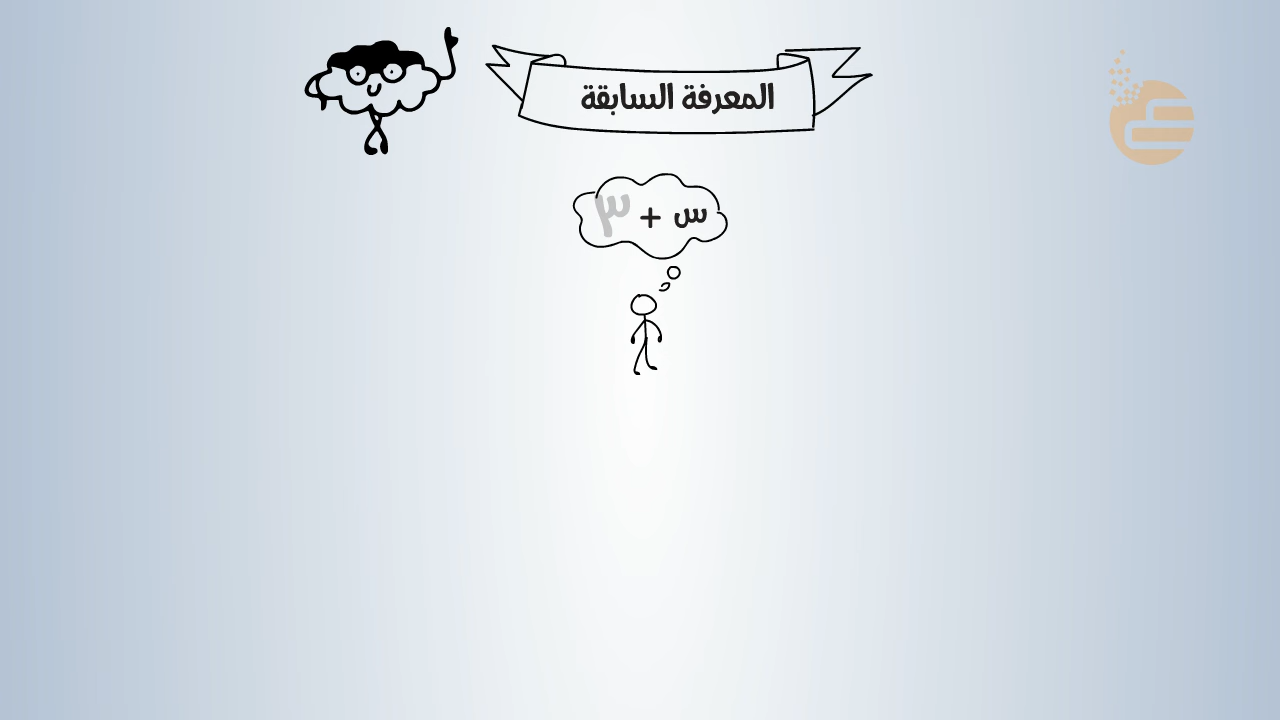 المعرفة السابقة
س + ٣